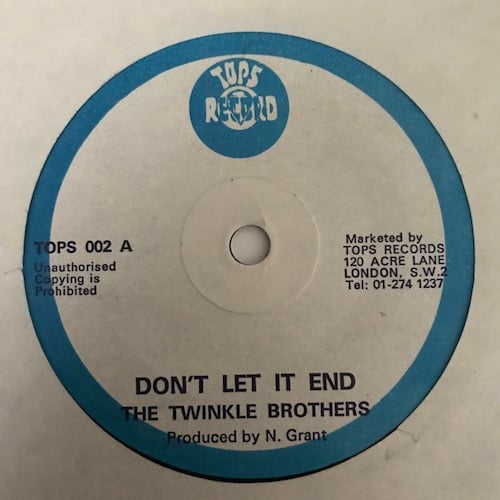 TOPS
RECORD
TOPS 002 A
Unauthorised
Copying is
Prohibited
Marketed by
TOPS RECORDS
120 ACRE LANE
LONDON, S.W.2
Tel: 01-274 1237
DON'T LET IT END
THE TWINKLE BROTHERS
Produced by N. Grant